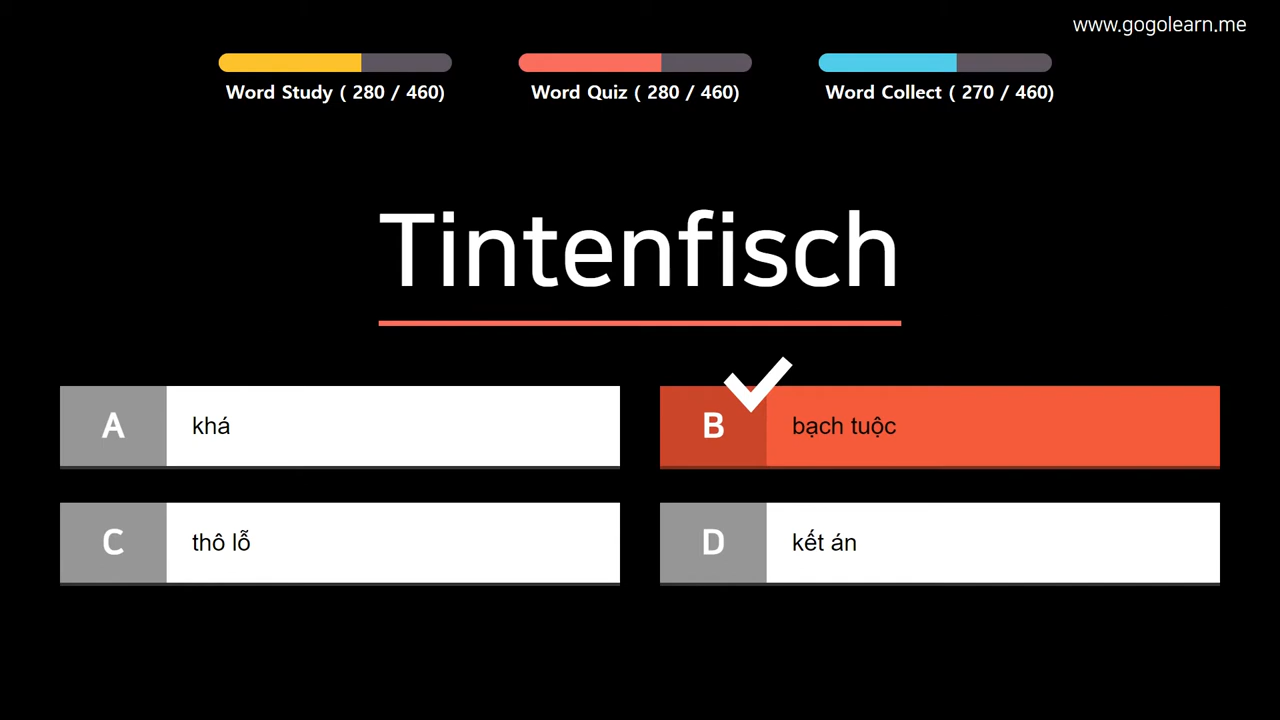 www.gogolearn.me
Word Study ( 280 / 460)
Word Quiz ( 280 / 460)
Word Collect ( 270 / 460)
Tintenfisch
A khá
B bạch tuộc
C thô lỗ
D kết án